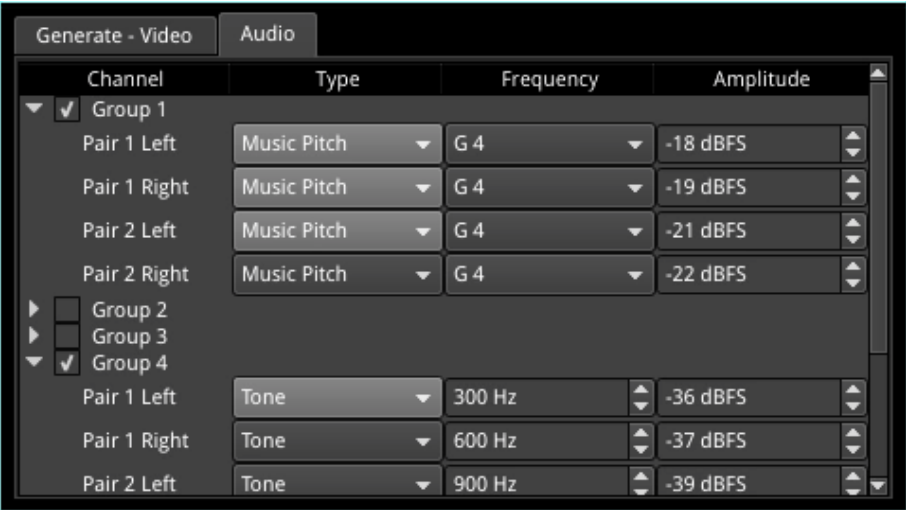 Generate - Video Audio
Channel Type Frequency Amplitude
Group 1
Pair 1 Left Music Pitch G 4 -18 dBFS
Pair 1 Right Music Pitch G 4 -19 dBFS
Pair 2 Left Music Pitch G 4 -21 dBFS
Pair 2 Right Music Pitch G 4 -22 dBFS
Group 2
Group 3
Group 4
Pair 1 Left Tone 300 Hz -36 dBFS
Pair 1 Right Tone 600 Hz -37 dBFS
Pair 2 Left Tone 900 Hz -39 dBFS